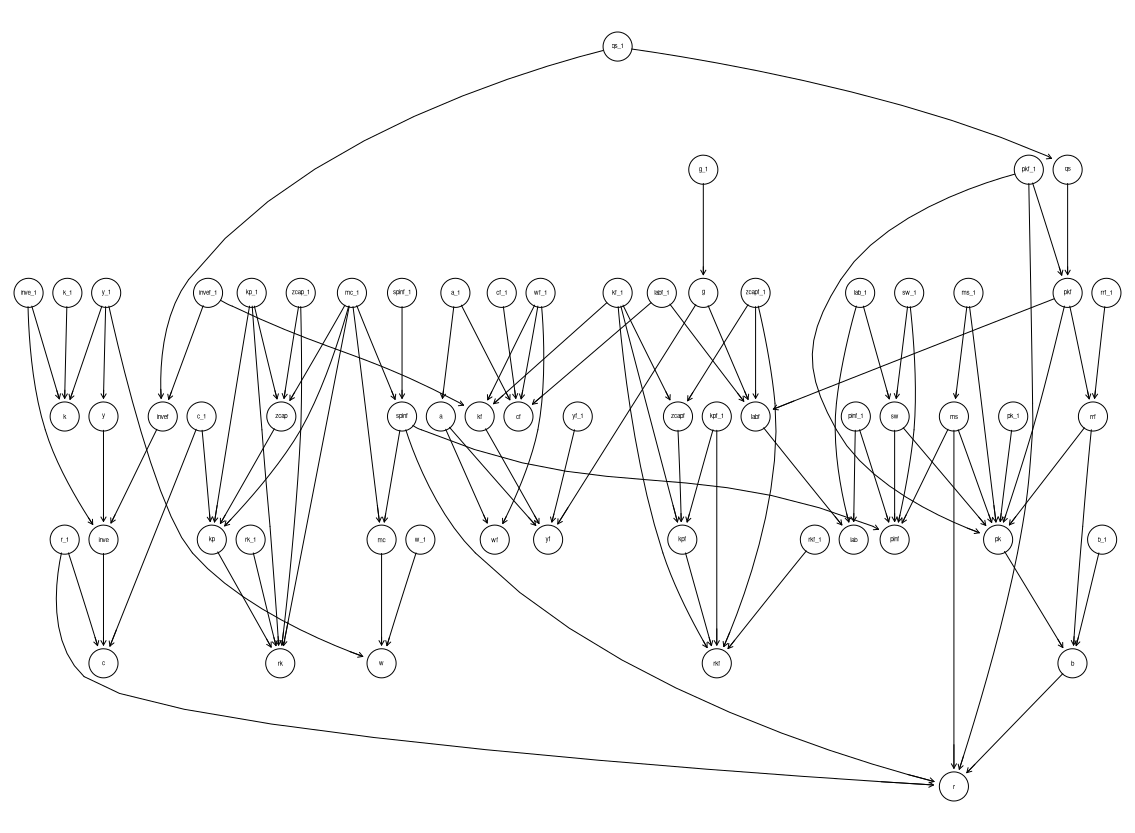 qs_1
g_1
pkf_1
qs
inve_1
k_1
y_1
invef_1
kp_1
zcap_1
mc_1
spinf_1
a_1
cf_1
wf_1
kf_1
labf_1
g
zcapf_1
lab_1
sw_1
ms_1
pkf
rrf_1
k
y
invef
c_1
zcap
spinf
a
kf
cf
yf_1
zcapf
kpf_1
labf
pinf_1
sw
ms
pk_1
rrf
r_1
inve
kp
rk_1
mc
w_1
wf
yf
kpf
rkf_1
lab
pinf
pk
b_1
c
rk
w
rkf
b
r